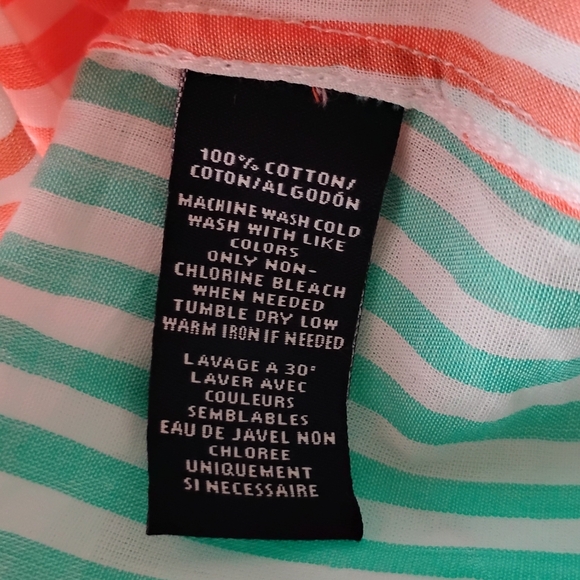 100% COTTON/
COTON/ALGODÓN
MACHINE WASH COLD
WASH WITH LIKE
COLORS
ONLY NON-
CHLORINE BLEACH
WHEN NEEDED
TUMBLE DRY LOW
WARM IRON IF NEEDED
LAVAGE A 30°
LAVER AVEC
COULEURS
SEMBLABLES
EAU DE JAVEL NON
CHLOREE
UNIQUEMENT
SI NECESSAIRE